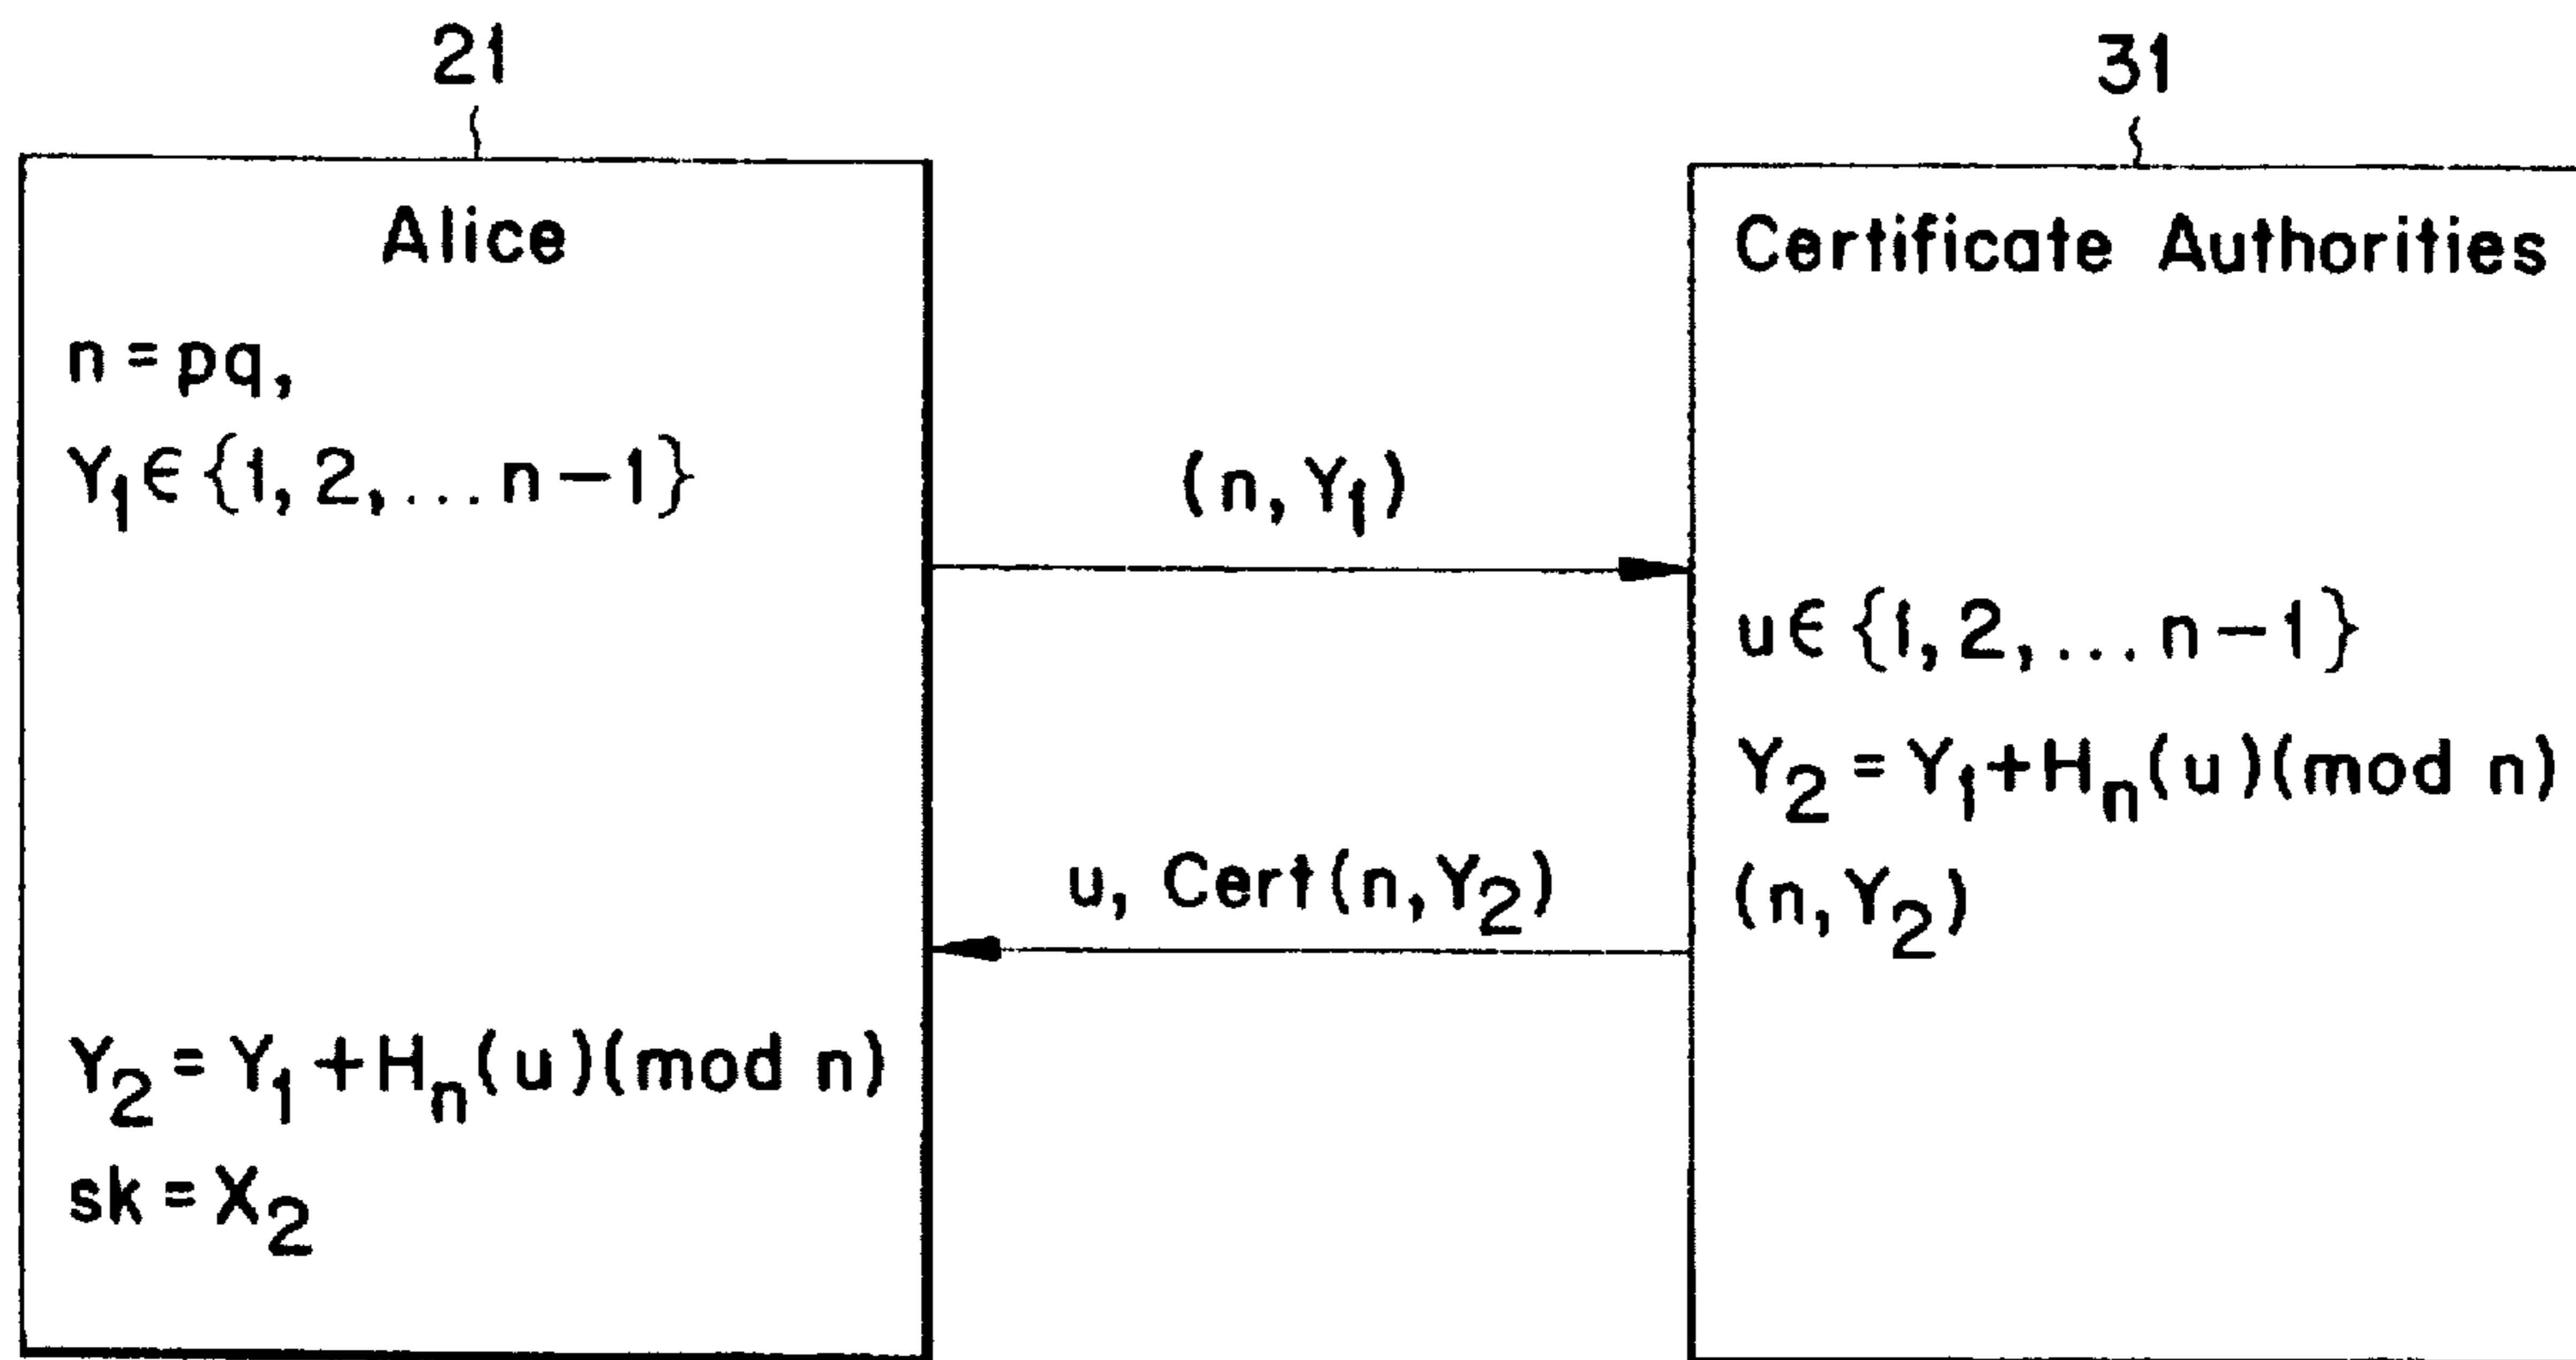 21
Alice
n = pq,
Y₁ ∈ {1, 2, ... n − 1}
Y₂ = Y₁ + Hₙ(u)(mod n)
sk = X₂
(n, Y₁)
u, Cert(n, Y₂)
31
Certificate Authorities
u ∈ {1, 2, ... n − 1}
Y₂ = Y₁ + Hₙ(u)(mod n)
(n, Y₂)